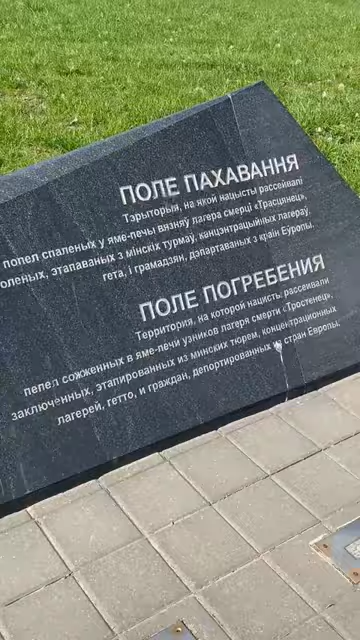 ПОЛЕ ПАХАВАННЯ
Тэрыторыя, на якой нацысты рассейвалі
попел спаленых у яме-печы вязняў лагера смерці «Трасцянец»,
этапаваных з мінскіх турмаў, канцэнтрацыйных лагераў,
гета, і грамадзян, дэпартаваных з краін Еўропы.
ПОЛЕ ПОГРЕБЕНИЯ
Территория, на которой нацисты рассеивали
пепел сожженных в яме-печи узников лагеря смерти «Тростенец»,
заключённых, этапированных из минских тюрем, концентрационных
лагерей, гетто, и граждан, депортированных из стран Европы.